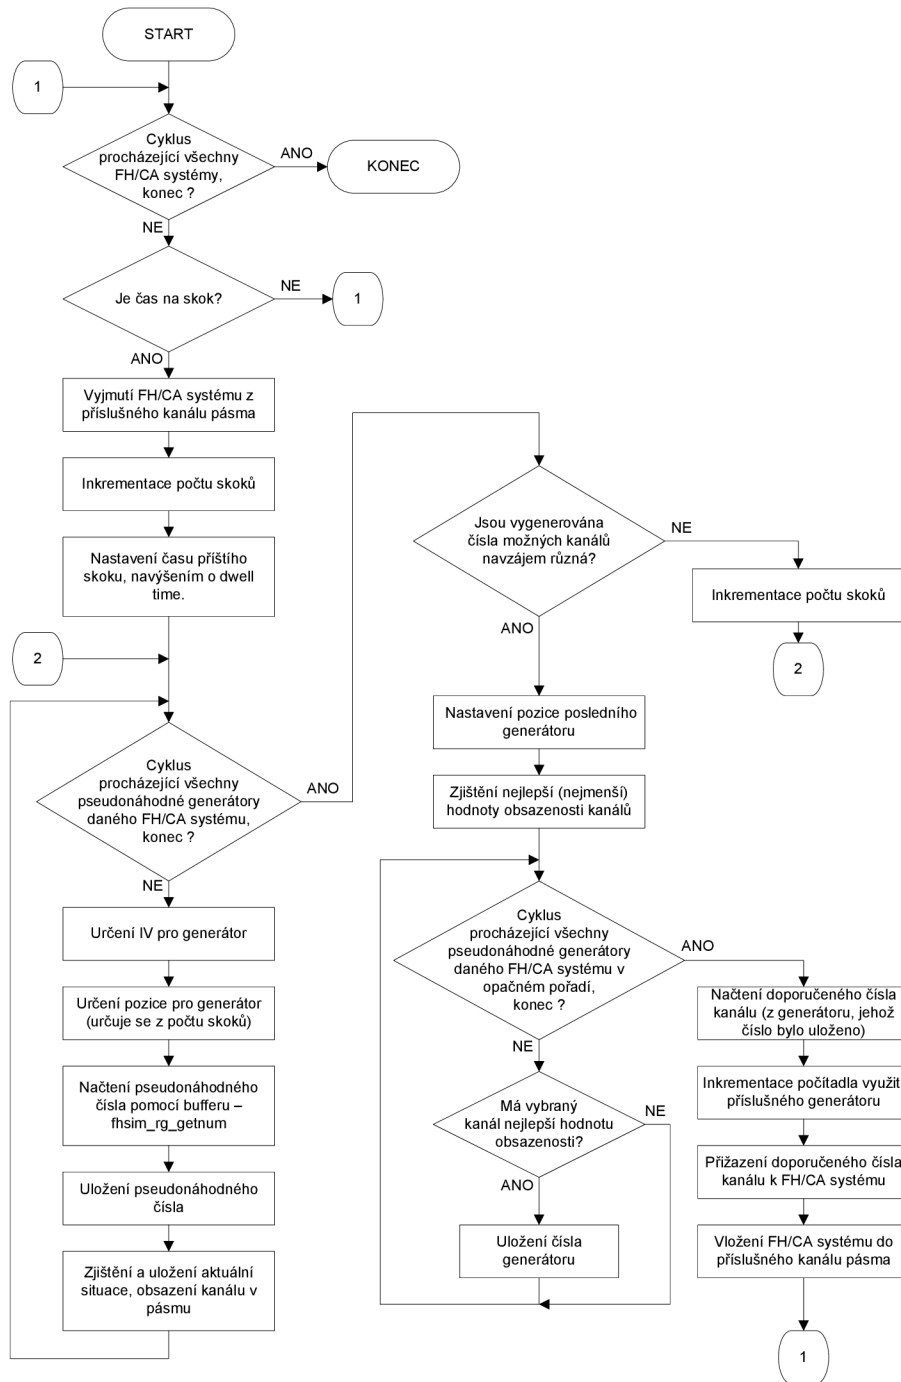 START
1
Cyklus
procházející všechny
FH/CA systémy,
konec ?
ANO
KONEC
NE
Je čas na skok?
NE
1
ANO
Vyjmutí FH/CA systému z
příslušného kanálu pásma
Inkrementace počtu skoků
Nastavení času příštího
skoku, navýšením o dwell
time.
2
Cyklus
procházející všechny
pseudonáhodné generátory
daného FH/CA systému,
konec ?
ANO
NE
Určení IV pro generátor
Určení pozice pro generátor
(určuje se z počtu skoků)
Načtení pseudonáhodného
čísla pomocí bufferu –
fhsim_rg_getnum
Uložení pseudonáhodného
čísla
Zjištění a uložení aktuální
situace, obsazení kanálu v
pásmu
Jsou vygenerována
čísla možných kanálů
navzájem různá?
NE
Inkrementace počtu skoků
2
ANO
Nastavení pozice posledního
generátoru
Zjištění nejlepší (nejmenší)
hodnoty obsazenosti kanálů
Cyklus
procházející všechny
pseudonáhodné generátory
daného FH/CA systému v
opačném pořadí,
konec ?
ANO
NE
Má vybraný
kanál nejlepší hodnotu
obsazenosti?
NE
ANO
Uložení čísla
generátoru
Načtení doporučeného čísla
kanálu (z generátoru, jehož
číslo bylo uloženo)
Inkrementace počítadla využití
příslušného generátoru
Přižazení doporučeného čísla
kanálu k FH/CA systému
Vložení FH/CA systému do
příslušného kanálu pásma
1